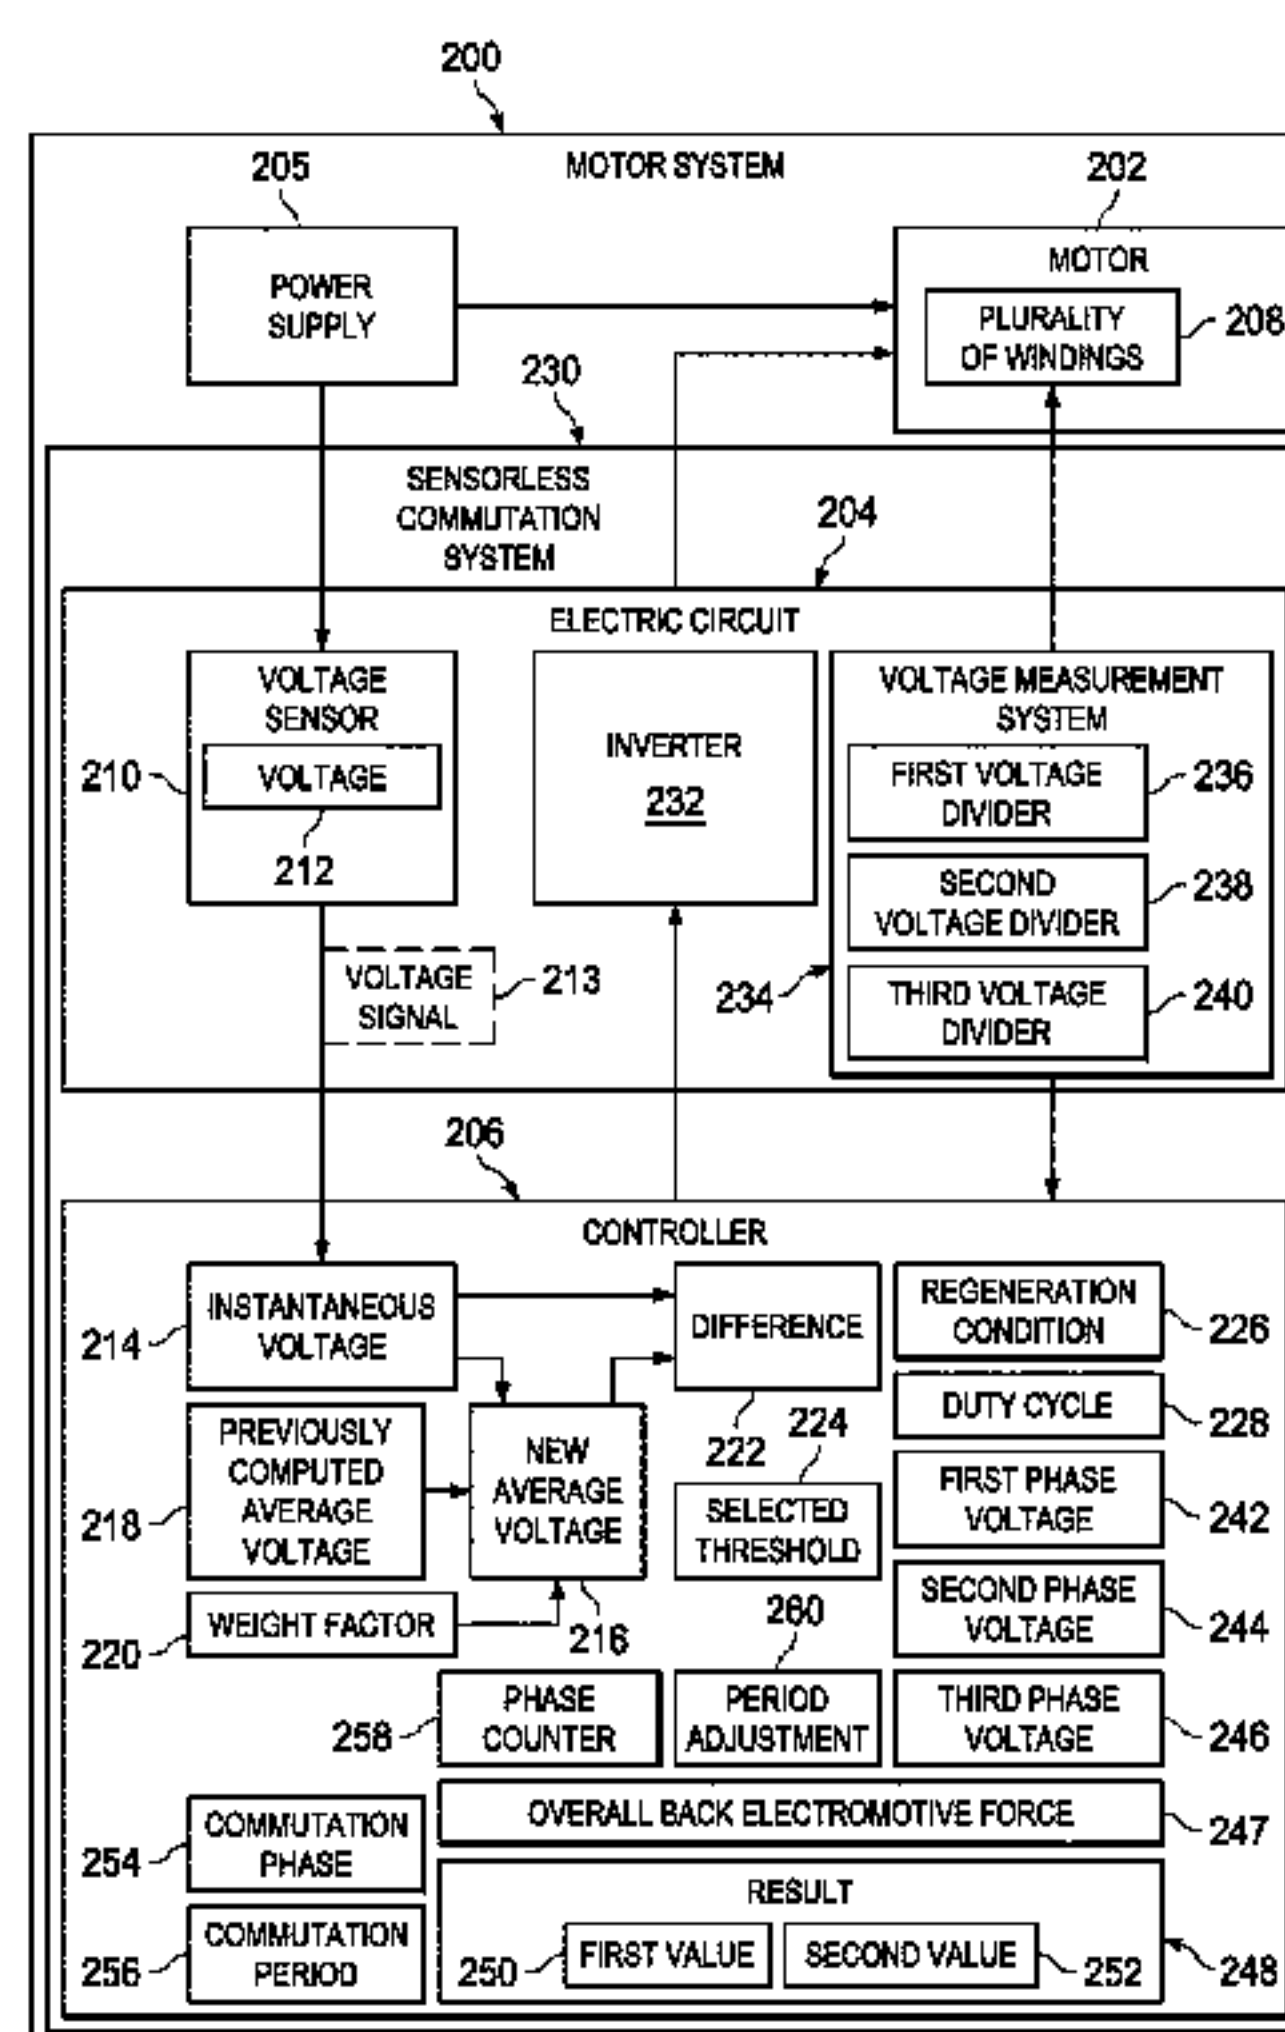 200
205
MOTOR SYSTEM
202
POWER
SUPPLY
MOTOR
PLURALITY
OF WINDINGS
208
230
SENSORLESS
COMMUTATION
SYSTEM
204
ELECTRIC CIRCUIT
VOLTAGE
SENSOR
VOLTAGE
210
212
INVERTER
232
VOLTAGE MEASUREMENT
SYSTEM
FIRST VOLTAGE
DIVIDER
236
SECOND
VOLTAGE DIVIDER
238
THIRD VOLTAGE
DIVIDER
240
234
VOLTAGE
SIGNAL
213
206
CONTROLLER
INSTANTANEOUS
VOLTAGE
214
DIFFERENCE
222
REGENERATION
CONDITION
226
PREVIOUSLY
COMPUTED
AVERAGE
VOLTAGE
218
NEW
AVERAGE
VOLTAGE
216
224
SELECTED
THRESHOLD
DUTY CYCLE
228
FIRST PHASE
VOLTAGE
242
WEIGHT FACTOR
220
SECOND PHASE
VOLTAGE
244
PHASE
COUNTER
258
260
PERIOD
ADJUSTMENT
THIRD PHASE
VOLTAGE
246
OVERALL BACK ELECTROMOTIVE FORCE
247
COMMUTATION
PHASE
254
COMMUTATION
PERIOD
256
RESULT
250
FIRST VALUE
SECOND VALUE
252
248